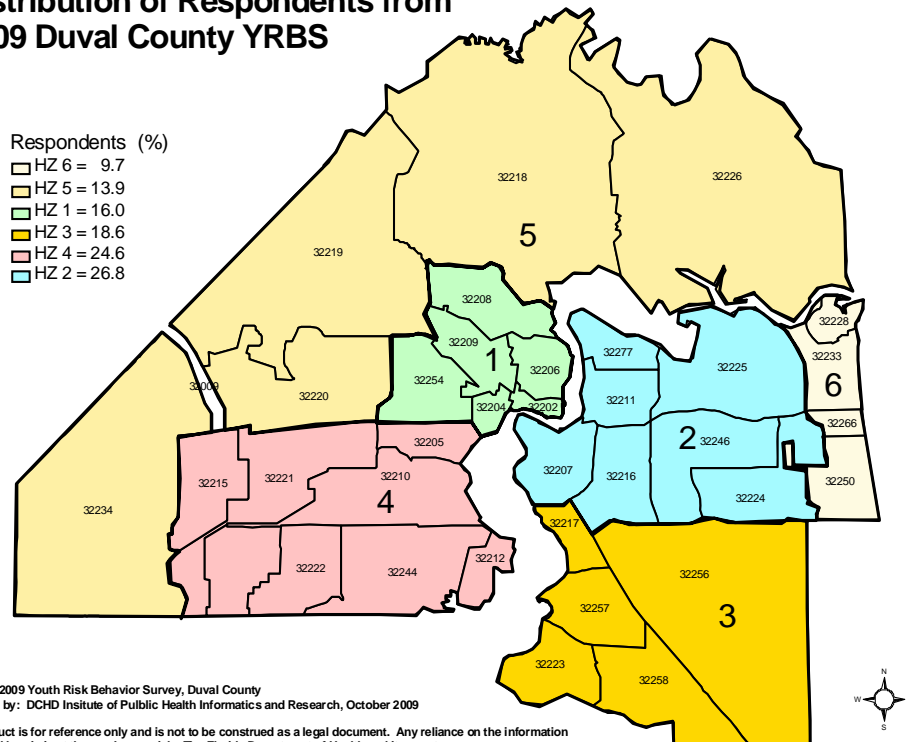 stribution of Respondents from
09 Duval County YRBS
Respondents (%)
HZ 6 = 9.7
HZ 5 = 13.9
HZ 1 = 16.0
HZ 3 = 18.6
HZ 4 = 24.6
HZ 2 = 26.8
32218
32226
5
32219
32208
32228
32209
32277
32233
1
32206
32225
32254
6
32009
32220
32211
32204
32202
32266
32205
2
32246
32207
32210
32216
32250
32215
32221
32224
4
32234
32217
32212
32222
32244
32256
32257
3
32223
32258
2009 Youth Risk Behavior Survey, Duval County
by: DCHD Insitute of Pulblic Health Informatics and Research, October 2009
uct is for reference only and is not to be construed as a legal document. Any reliance on the information
N
W
E
S